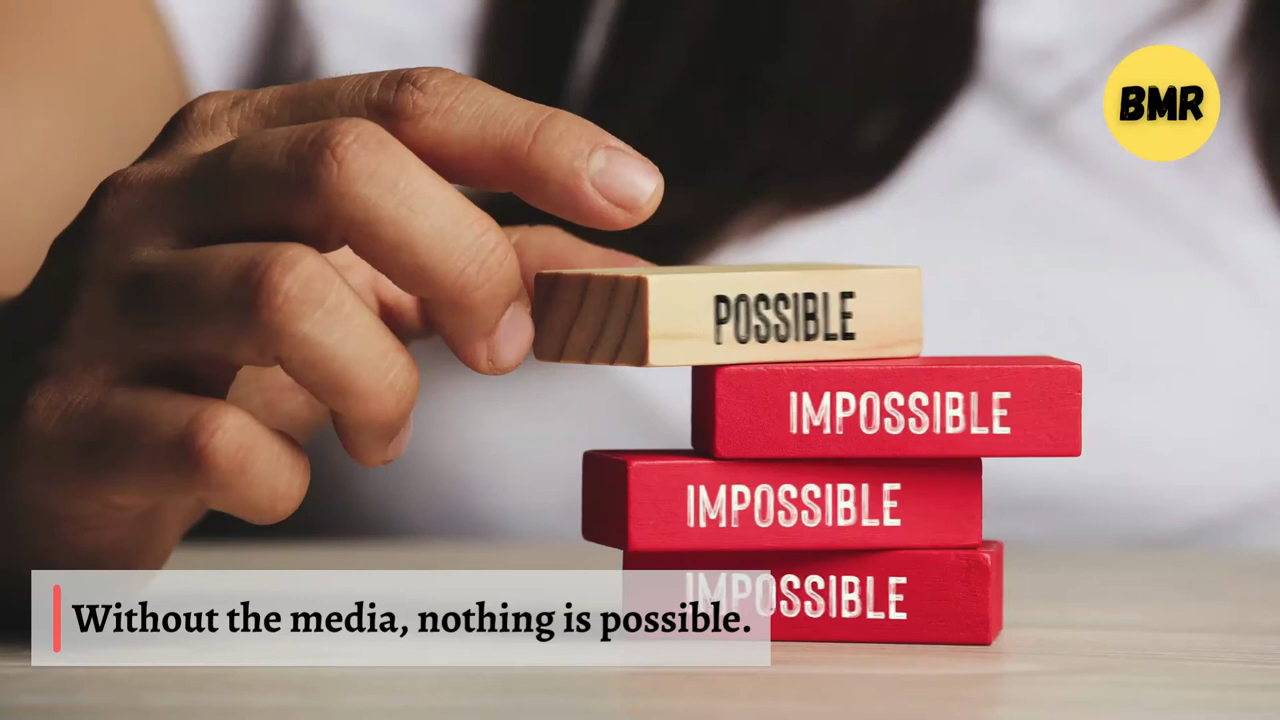 BMR
POSSIBLE
IMPOSSIBLE
IMPOSSIBLE
IMPOSSIBLE
Without the media, nothing is possible.